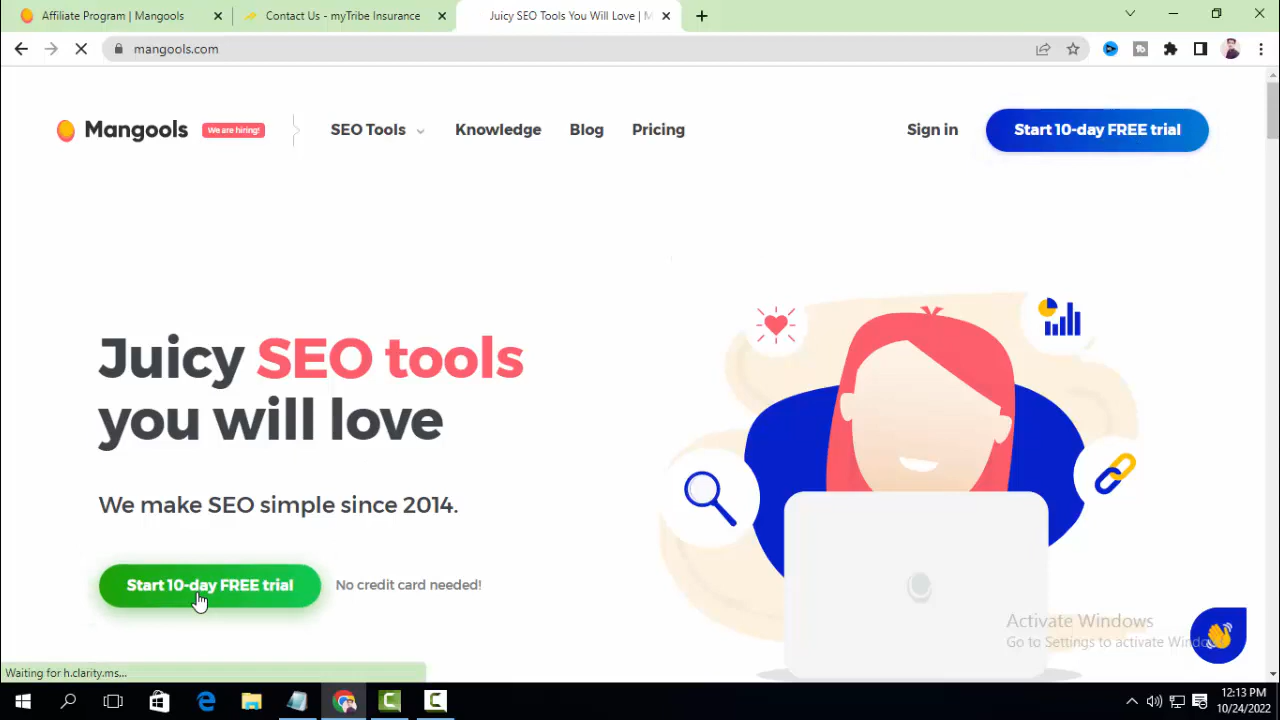 Affiliate Program | Mangools
Contact Us - myTribe Insurance
Juicy SEO Tools You Will Love | M
mangools.com
Mangools
We are hiring!
SEO Tools
Knowledge
Blog
Pricing
Sign in
Start 10-day FREE trial
Juicy SEO tools
you will love
We make SEO simple since 2014.
Start 10-day FREE trial
No credit card needed!
Activate Windows
Go to Settings to activate Windo
Waiting for h.clarity.ms...
12:13 PM
10/24/2022